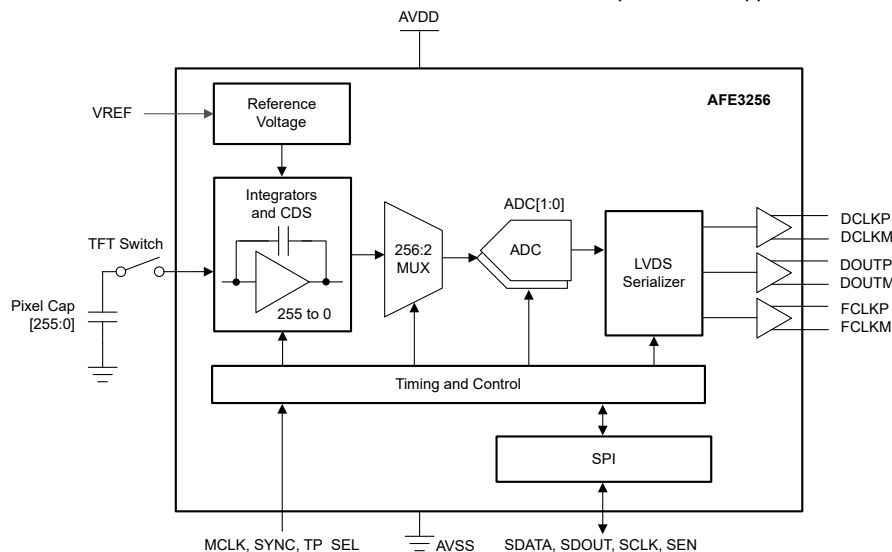 AVDD
AFE3256
Reference
Voltage
VREF
Integrators
and CDS
255 to 0
TFT Switch
Pixel Cap
[255:0]
256:2
MUX
ADC[1:0]
ADC
LVDS
Serializer
DCLKP
DCLKM
DOUTP
DOUTM
FCLKP
FCLKM
Timing and Control
SPI
MCLK, SYNC, TP SEL
AVSS
SDATA, SDOUT, SCLK, SEN